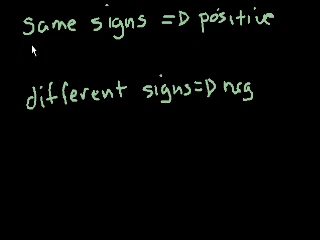 same signs => positive
different signs => neg